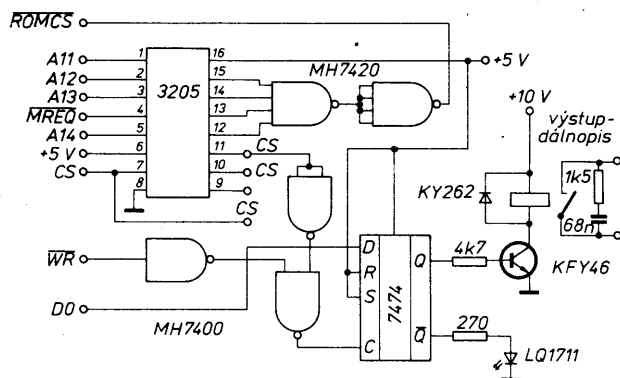 ROMCS
A11
A12
A13
MREQ
A14
+5 V
CS
1
2
3
4
5
6
7
8
3205
16
15
14
13
12
11
10
9
MH7420
+5 V
CS
CS
CS
+10 V
výstup-
dálnopis
KY262
1k5
68n
KFY46
WR
D0
MH7400
D
R
S
C
7474
Q
Q
4k7
270
LQ1711